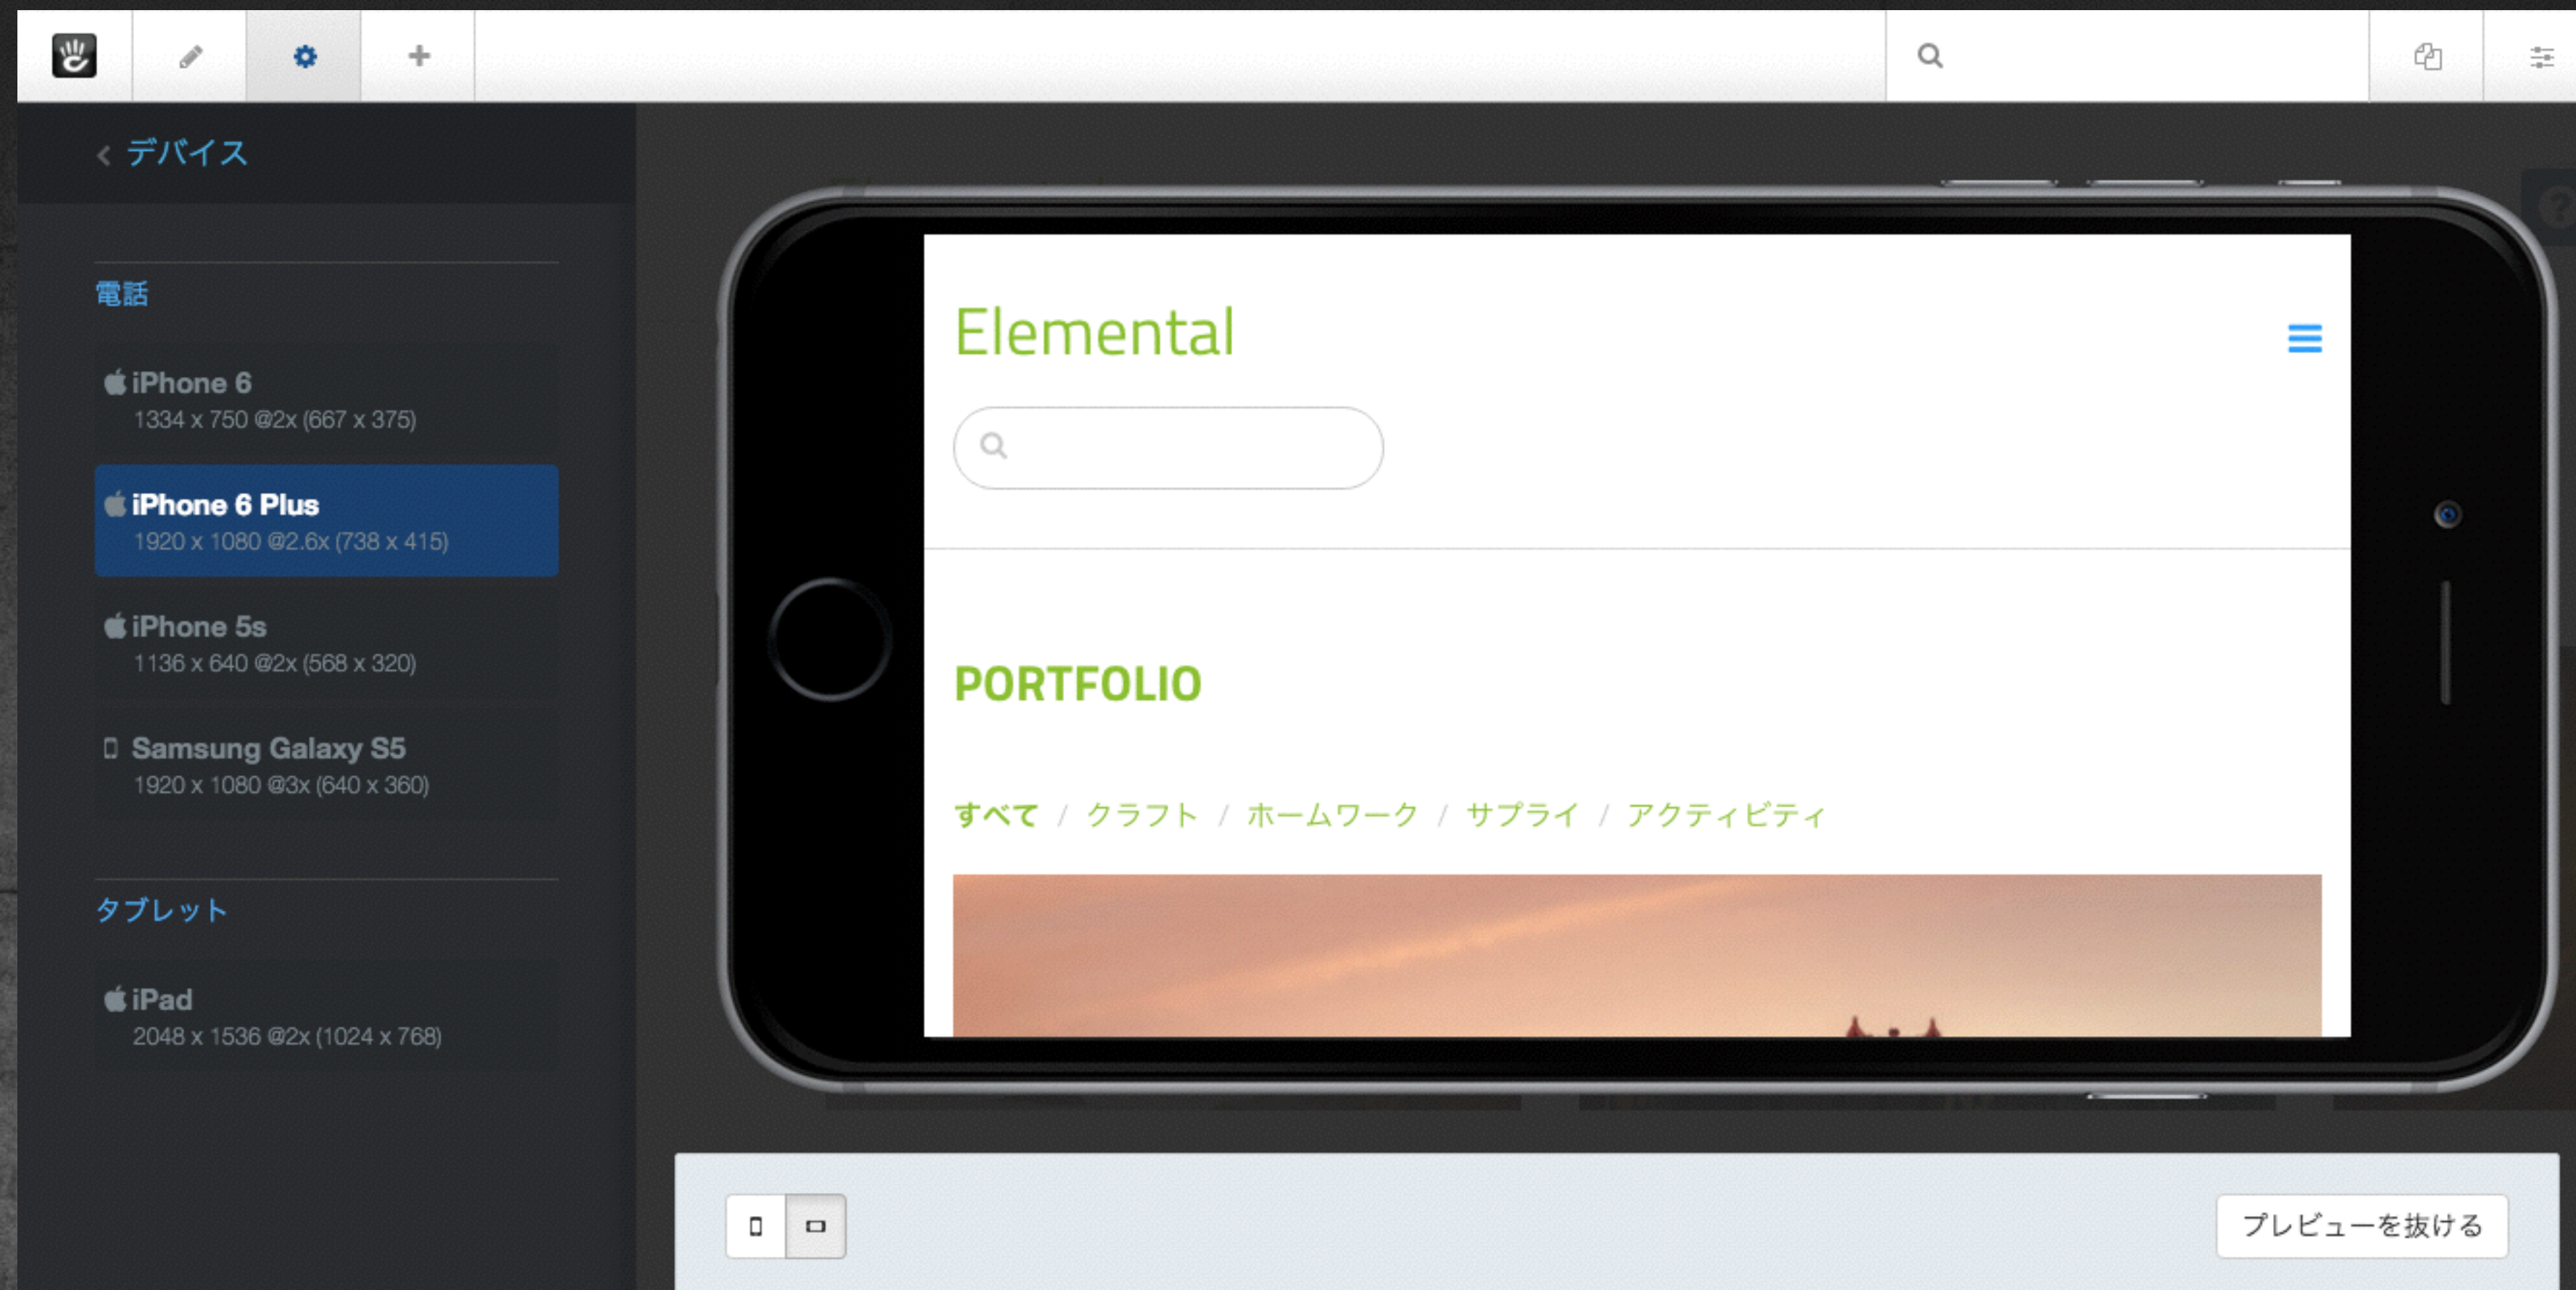 デバイス
電話
iPhone 6
1334 x 750 @2x (667 x 375)
iPhone 6 Plus
1920 x 1080 @2.6x (738 x 415)
iPhone 5s
1136 x 640 @2x (568 x 320)
Samsung Galaxy S5
1920 x 1080 @3x (640 x 360)
タブレット
iPad
2048 x 1536 @2x (1024 x 768)
Elemental
PORTFOLIO
すべて / クラフト / ホームワーク / サプライ / アクティビティ
プレビューを抜ける